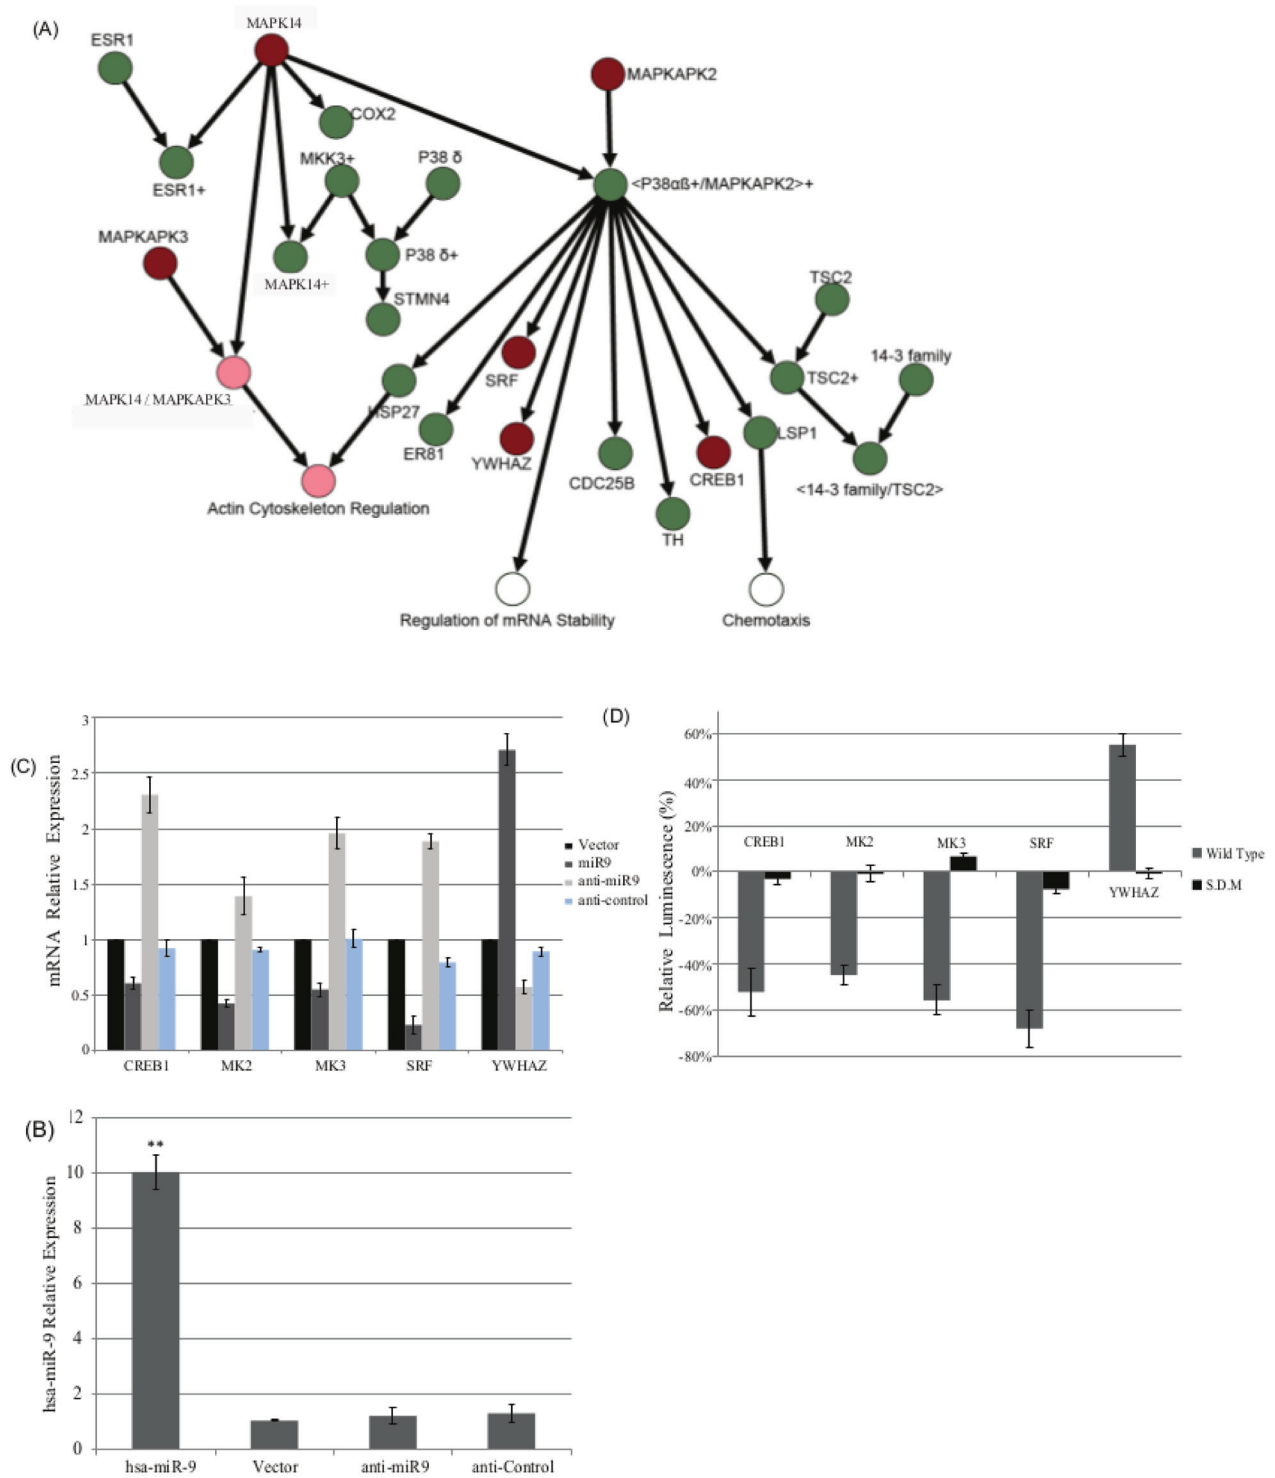 (A)
MAPK14
ESR1
MAPKAPK2
COX2
MKK3+
P38 δ
ESR1+
<P38αß+/MAPKAPK2>+
MAPKAPK3
P38 δ+
MAPK14+
STMN4
TSC2
14-3 family
SRF
TSC2+
MAPK14 / MAPKAPK3
HSP27
ER81
YWHAZ
CDC25B
CREB1
LSP1
<14-3 family/TSC2>
Actin Cytoskeleton Regulation
TH
Regulation of mRNA Stability
Chemotaxis
(C)
mRNA Relative Expression
3
2.5
2
1.5
1
0.5
0
CREB1
MK2
MK3
SRF
YWHAZ
Vector
miR9
anti-miR9
anti-control
(D)
Relative Luminescence (%)
60%
40%
20%
0%
-20%
-40%
-60%
-80%
CREB1
MK2
MK3
SRF
YWHAZ
Wild Type
S.D.M
(B)
hsa-miR-9 Relative Expression
12
10
8
6
4
2
0
**
hsa-miR-9
Vector
anti-miR9
anti-Control